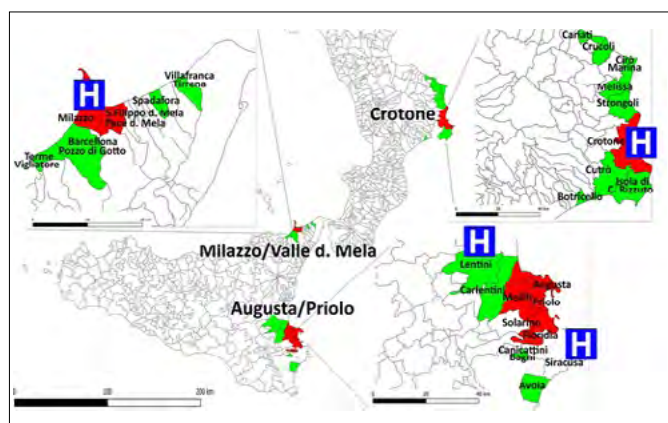 H
Milazzo
S.Filippo d. Mela
Pace d. Mela
Spadafora
Villafranca
Tirrena
Barcellona
Pozzo di Gotto
Terme
Vigliatore
Crotone
Milazzo/Valle d. Mela
Augusta/Priolo
0
100
200 km
Cariati
Crucoli
Cirò
Marina
Melissa
Strongoli
Crotone
H
Cutro
Isola di
C. Rizzuto
Botricello
H
Lentini
Carlentini
Melilli
Augusta
Priolo
Solarino
Floridia
H
Canicattini
Bagni
Siracusa
Avola